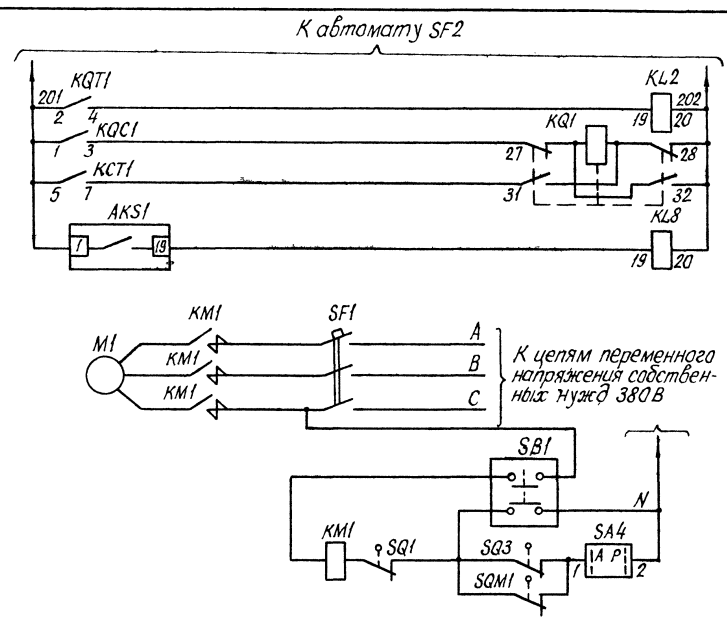 К автомату SF2
KQT1
KL2
201
202
2
4
19
20
KQC1
KQ1
1
3
27
28
KCT1
5
7
31
32
AKS1
KL8
1
19
19
20
KM1
SF1
M1
A
KM1
B
KM1
C
К цепям переменного
напряжения собствен-
ных нужд 380В
SB1
N
KM1
SQ1
SQ3
SA4
A P
1
2
SQM1